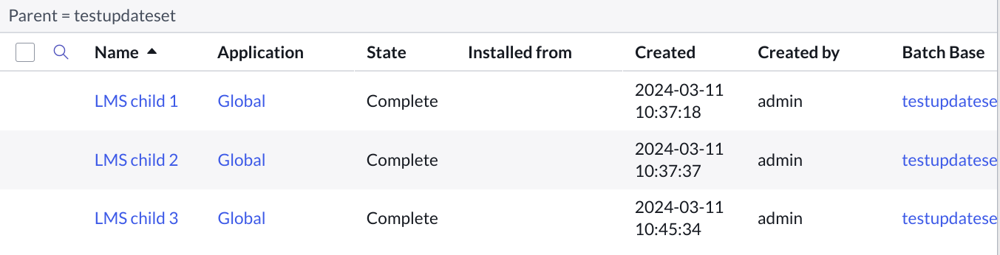 Parent = testupdateset
Name Application State Installed from Created Created by Batch Base
LMS child 1 Global Complete 2024-03-11 10:37:18 admin testupdatese
LMS child 2 Global Complete 2024-03-11 10:37:37 admin testupdatese
LMS child 3 Global Complete 2024-03-11 10:45:34 admin testupdatese